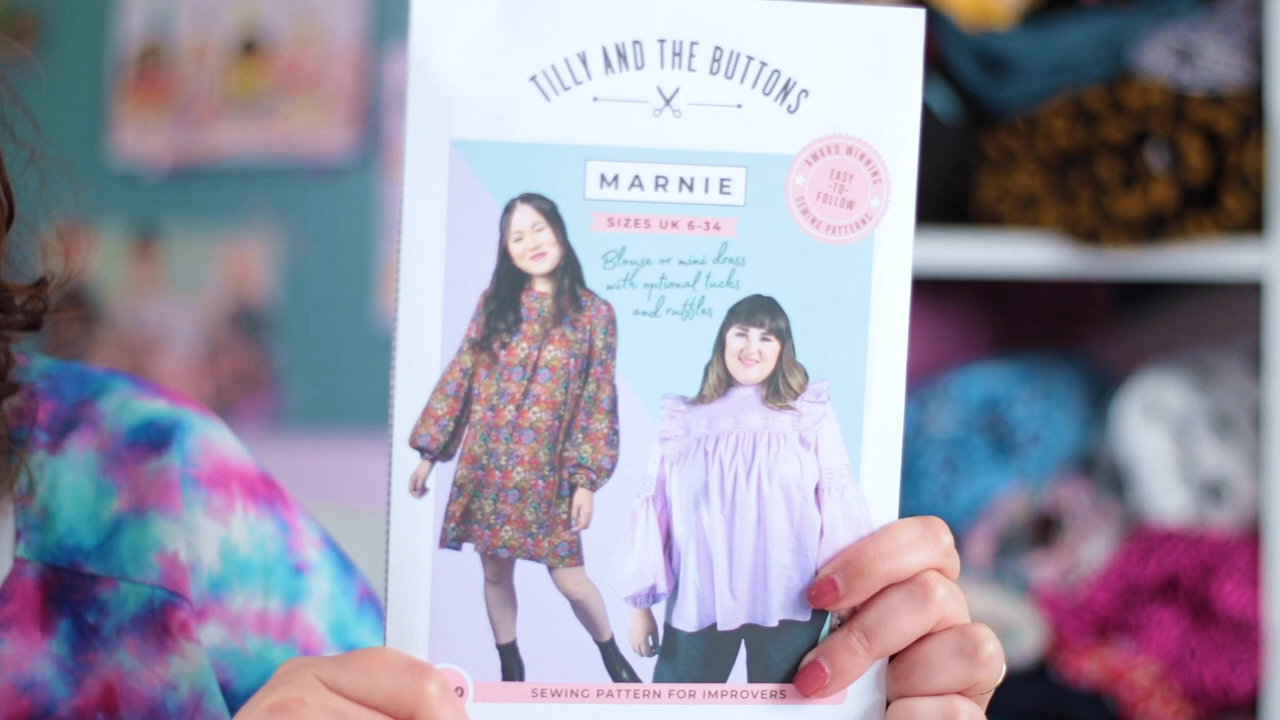 TILLY AND THE BUTTONS
MARNIE
SIZES UK 6-34
Blouse or mini dress
with optional tucks
and ruffles
AWARD WINNING
EASY
-TO-
FOLLOW
SEWING PATTERNS
SEWING PATTERN FOR IMPROVERS